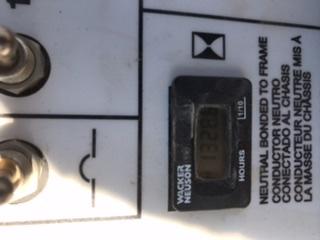 WACKER
NEUSON
HOURS
1/10
NEUTRAL BONDED TO FRAME
CONDUCTOR NEUTRO
CONECTADO AL CHASIS
CONDUCTEUR NEUTRE MIS À
LA MASSE DU CHÂSSIS